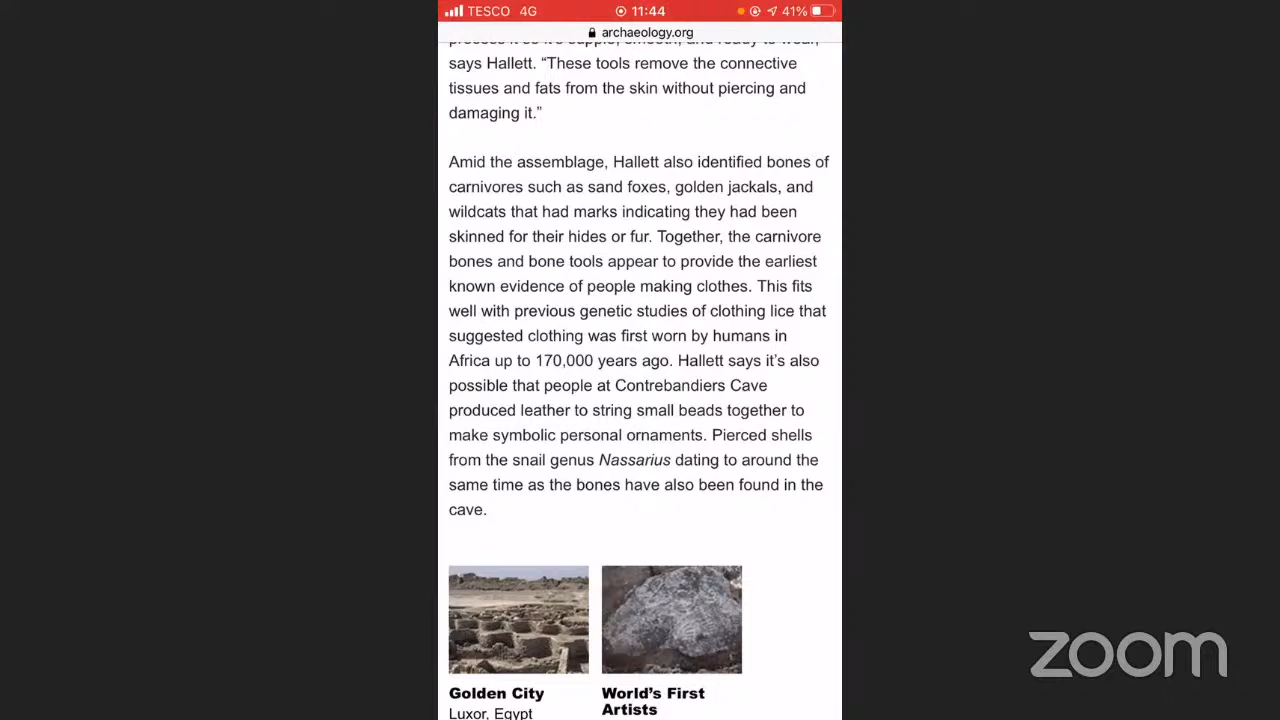 TESCO 4G 11:44 41%
archaeology.org
says Hallett. “These tools remove the connective
tissues and fats from the skin without piercing and
damaging it.”
Amid the assemblage, Hallett also identified bones of
carnivores such as sand foxes, golden jackals, and
wildcats that had marks indicating they had been
skinned for their hides or fur. Together, the carnivore
bones and bone tools appear to provide the earliest
known evidence of people making clothes. This fits
well with previous genetic studies of clothing lice that
suggested clothing was first worn by humans in
Africa up to 170,000 years ago. Hallett says it’s also
possible that people at Contrebandiers Cave
produced leather to string small beads together to
make symbolic personal ornaments. Pierced shells
from the snail genus Nassarius dating to around the
same time as the bones have also been found in the
cave.
Golden City
Luxor, Egypt
World’s First
Artists
zoom